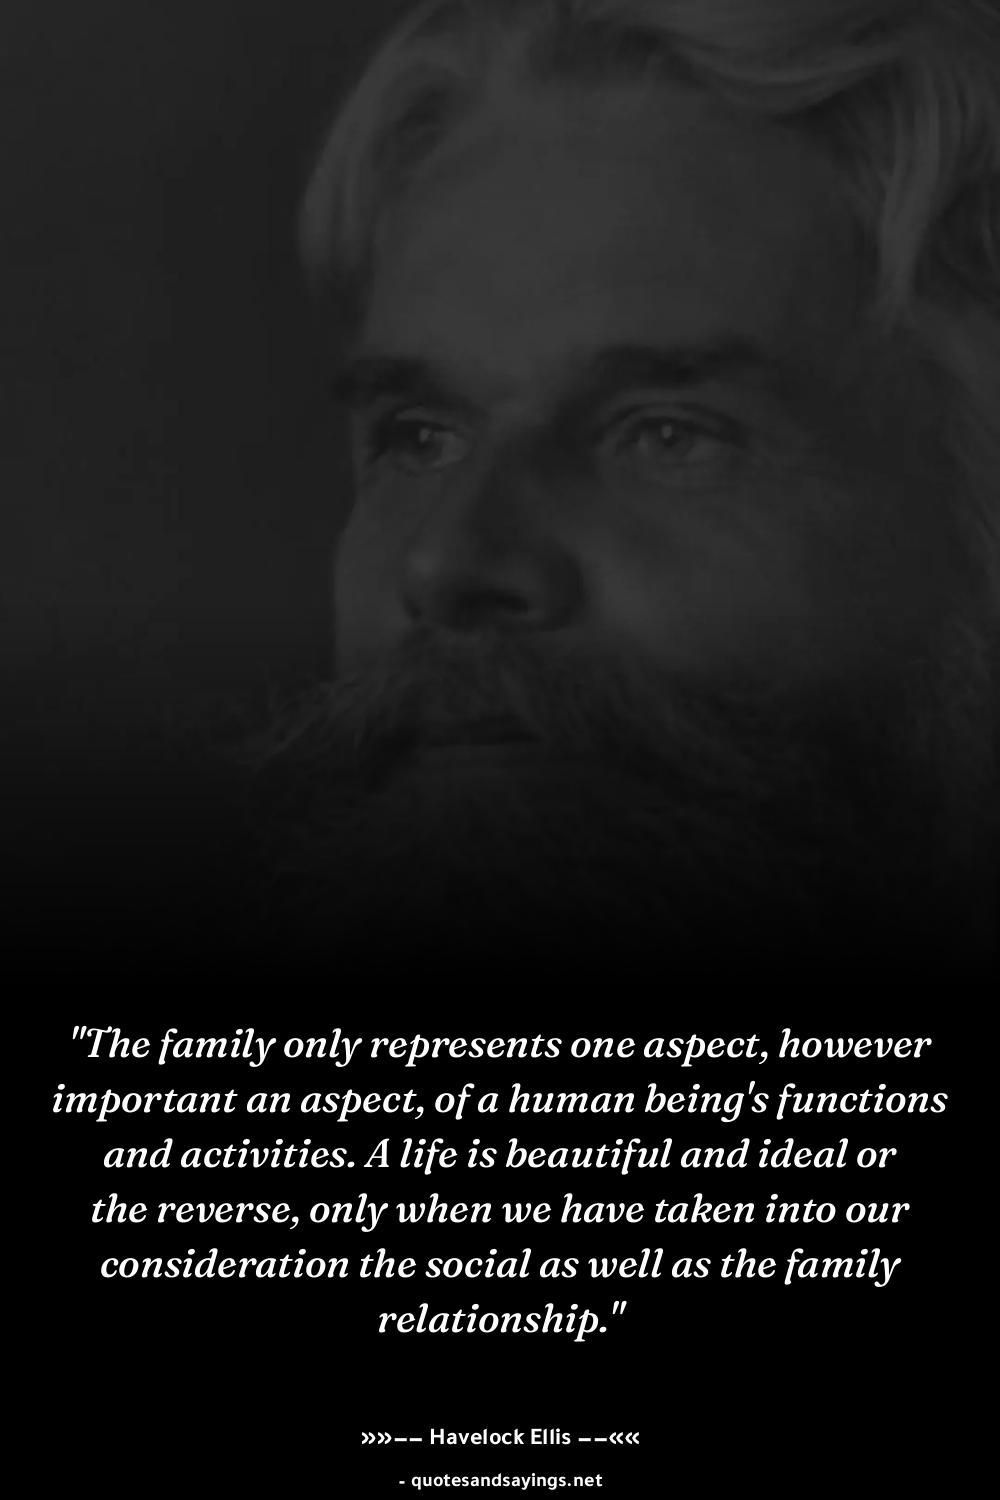 "The family only represents one aspect, however
important an aspect, of a human being's functions
and activities. A life is beautiful and ideal or
the reverse, only when we have taken into our
consideration the social as well as the family
relationship."
»»−− Havelock Ellis −−««
- quotesandsayings.net